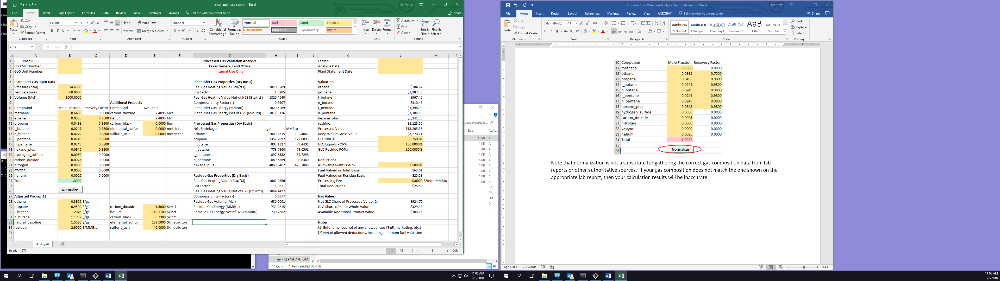 excel_audit_tools.xlsm - Excel
Tom Ortiz
File Home Insert Page Layout Formulas Data Review View Developer xlwings Tell me what you want to do Share
Paste Cut Copy Format Painter
Calibri 11
Wrap Text
Merge & Center
Number
Conditional Formatting Format as Table
Normal Bad Good Neutral
Calculation Check Cell Explanatory ... Input
Insert Delete Format
AutoSum Fill Clear
Sort & Filter Find & Select
Clipboard Font Alignment Number Styles Cells Editing
G32
A B C D E F G H I J K L M N
1 RRC Lease ID Processed Gas Valuation Analysis Lessee
2 GLO MF Number Texas General Land Office Analysis Date
3 GLO Unit Number Internal Use Only Plant Statement Date
4
5 Plant Inlet Gas Input Data Plant Inlet Gas Properties (Dry Basis) Valuation
6 Pressure (psia) 14.6960 Real Gas Heating Value (Btu/ft3) 1820.5289 ethane $784.62
7 Temperature (F) 60.0000 Btu Factor 1.8205 propane $1,287.38
8 Volume (Mcf) 1000.0000 Real Gas Heating Value Net of H2S (Btu/ft3) 1826.4540 i_butane $967.45
9 Additional Products Compressibility Factor (-) 0.9907 n_butane $910.46
10 Compound Mole Fraction Recovery Factor Compound Available Plant Inlet Gas Energy (MMBtu) 1820.5289 i_pentane $1,398.93
11 methane 0.6468 0.0000 carbon_dioxide 2.4895 Mcf Plant Inlet Gas Energy Net of H2S (MMBtu) 1817.3136 n_pentane $1,386.59
12 ethane 0.0995 0.7500 helium 2.4895 Mcf hexane_plus $6,341.39
13 propane 0.0498 0.9800 carbon_black 0.0000 lbm Processed Gas Properties (Dry Basis) residue $2,128.55
14 i_butane 0.0249 0.9800 elemental_sulfur 0.0000 metric ton NGL Shrinkage gal MMBtu Processed Value $15,205.36
15 n_butane 0.0249 0.9800 sulfuric_acid 0.0000 metric ton ethane 2009.2615 132.4043 Keep Whole Gross Value $5,270.21
16 i_pentane 0.0249 0.9800 propane 1352.2892 122.8893 GLO NRI % 6.2500%
17 n_pentane 0.0249 0.9800 i_butane 803.1327 79.4491 GLO Liquids POP% 100.0000%
18 hexane_plus 0.0945 0.9800 n_butane 773.7360 79.6561 GLO Residue POP% 100.0000%
19 hydrogen_sulfide 0.0050 0.0000 i_pentane 897.5552 97.7258
20 carbon_dioxide 0.0025 0.0000 n_pentane 889.6369 98.6340 Deductions
21 nitrogen 0.0000 0.0000 hexane_plus 4068.6467 475.7888 Allowable Plant Fuel % 3.5000%
22 oxygen 0.0000 0.0000 Fuel Valued on Inlet Basis $63.61
23 helium 0.0025 0.0000 Residue Gas Properties (Dry Basis) Fuel Valued on Residue Basis $25.58
24 Total 1.0000 Real Gas Heating Value (Btu/ft3) 1061.0886 Processing Fee 0.0000 $/Inlet MMBtu
25 Btu Factor 1.0611 Total Deductions $25.58
26 Normalize Real Gas Heating Value Net of H2S (Btu/ft3) 1064.1427
27 Adjusted Pricing [1] Compressibility Factor (-) 0.9977 Net Value
28 ethane 0.3905 $/gal Residue Gas Volume (Mcf) 686.5001 Net GLO Share of Processed Value [2] $924.76
29 propane 0.9520 $/gal carbon_dioxide 1.5000 $/Mcf Residue Gas Energy (MMBtu) 733.9815 GLO Share of Keep Whole Value $329.39
30 i_butane 1.2046 $/gal helium 119.3100 $/Mcf Residue Gas Energy Net of H2S (MMBtu) 730.7662 Available Additional Product Value $300.76
31 n_butane 1.1767 $/gal carbon_black 0.3300 $/lbm
32 natural_gasoline 1.5586 $/gal elemental_sulfur 132.0000 $/metric ton Notes
33 residue 2.9000 $/MMBtu sulfuric_acid 40.0000 $/metric ton [1] Enter all prices net of any allowed fees (T&F, marketing, etc.)
34 [2] Net of allowed deductions, including minimum fuel valuation
35
Analysis
Ready 100%
it-excel-spreads...
Size Attribu
31 KB A
1 KB A
1 KB A
11 KB A
6 KB A
1 KB A
1 KB A
1 KB A
1 KB A
DA
DA
HD
D
D
(T:) PASHARE (\\EN_
14 items 1 item selected 30.4 KB
11:05 AM
8/8/2018
Processed Gas Valuation Analysis User Guide.docx - Word
Tom Ortiz
File Home Insert Design Layout References Mailings Review View ACROBAT Tell me what you want to do Share
Paste Cut Copy Format Painter
Calibri (Body) 11
AaBbCcDc AaBbCcDc AaBbCc AaBbCcC AaB AaBbCcC
¶ Normal ¶ No Spac... Heading 1 Heading 2 Title Subtitle
Find Replace Select
Clipboard Font Paragraph Styles Editing
10 Compound Mole Fraction Recovery Factor
11 methane 0.6500 0.0000
12 ethane 0.0995 0.7500
13 propane 0.0498 0.9800
14 i_butane 0.0249 0.9800
15 n_butane 0.0249 0.9800
16 i_pentane 0.0249 0.9800
17 n_pentane 0.0249 0.9800
18 hexane_plus 0.0945 0.9800
19 hydrogen_sulfide 0.0050 0.0000
20 carbon_dioxide 0.0025 0.0000
21 nitrogen 0.0000 0.0000
22 oxygen 0.0000 0.0000
23 helium 0.0025 0.0000
24 Total 1.0032
25
26 Normalize
Note that normalization is not a substitute for gathering the correct gas composition data from lab
reports or other authoritative sources. If your gas composition does not match the one shown on the
appropriate lab report, then your calculation results will be inaccurate.
Page 4 of 4 537 words 144%
11:05 AM
8/8/2018